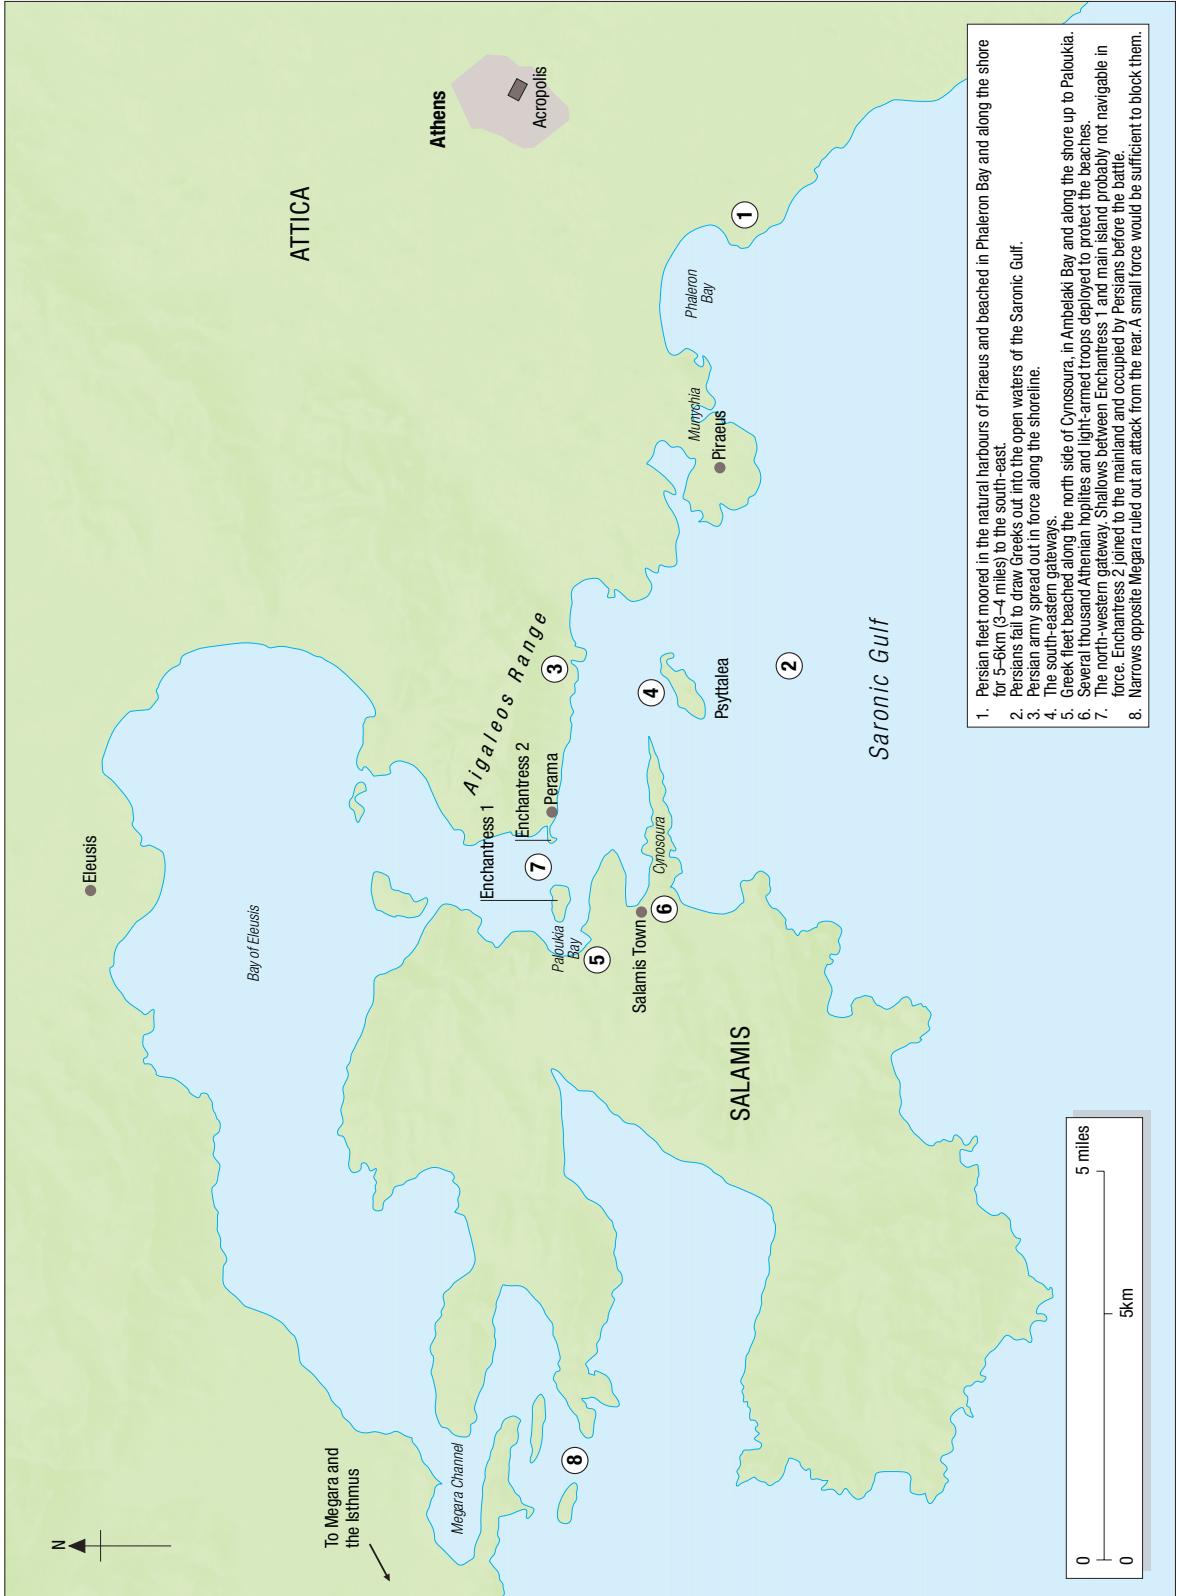 N
To Megara and
the Isthmus
Megara Channel
8
Bay of Eleusis
Eleusis
ATTICA
Athens
Acropolis
Aigaleos Range
Enchantress 1
Enchantress 2
Perama
7
3
Paloukia
Bay
5
Salamis Town
6
Cynosoura
4
Psyttalea
2
Munychia
Piraeus
Phaleron
Bay
1
SALAMIS
Saronic Gulf
0
5 miles
0
5km
1. Persian fleet moored in the natural harbours of Piraeus and beached in Phaleron Bay and along the shore
for 5–6km (3–4 miles) to the south-east.
2. Persians fail to draw Greeks out into the open waters of the Saronic Gulf.
3. Persian army spread out in force along the shoreline.
4. The south-eastern gateways.
5. Greek fleet beached along the north side of Cynosoura, in Ambelaki Bay and along the shore up to Paloukia.
6. Several thousand Athenian hoplites and light-armed troops deployed to protect the beaches.
7. The north-western gateway. Shallows between Enchantress 1 and main island probably not navigable in
force. Enchantress 2 joined to the mainland and occupied by Persians before the battle.
8. Narrows opposite Megara ruled out an attack from the rear. A small force would be sufficient to block them.